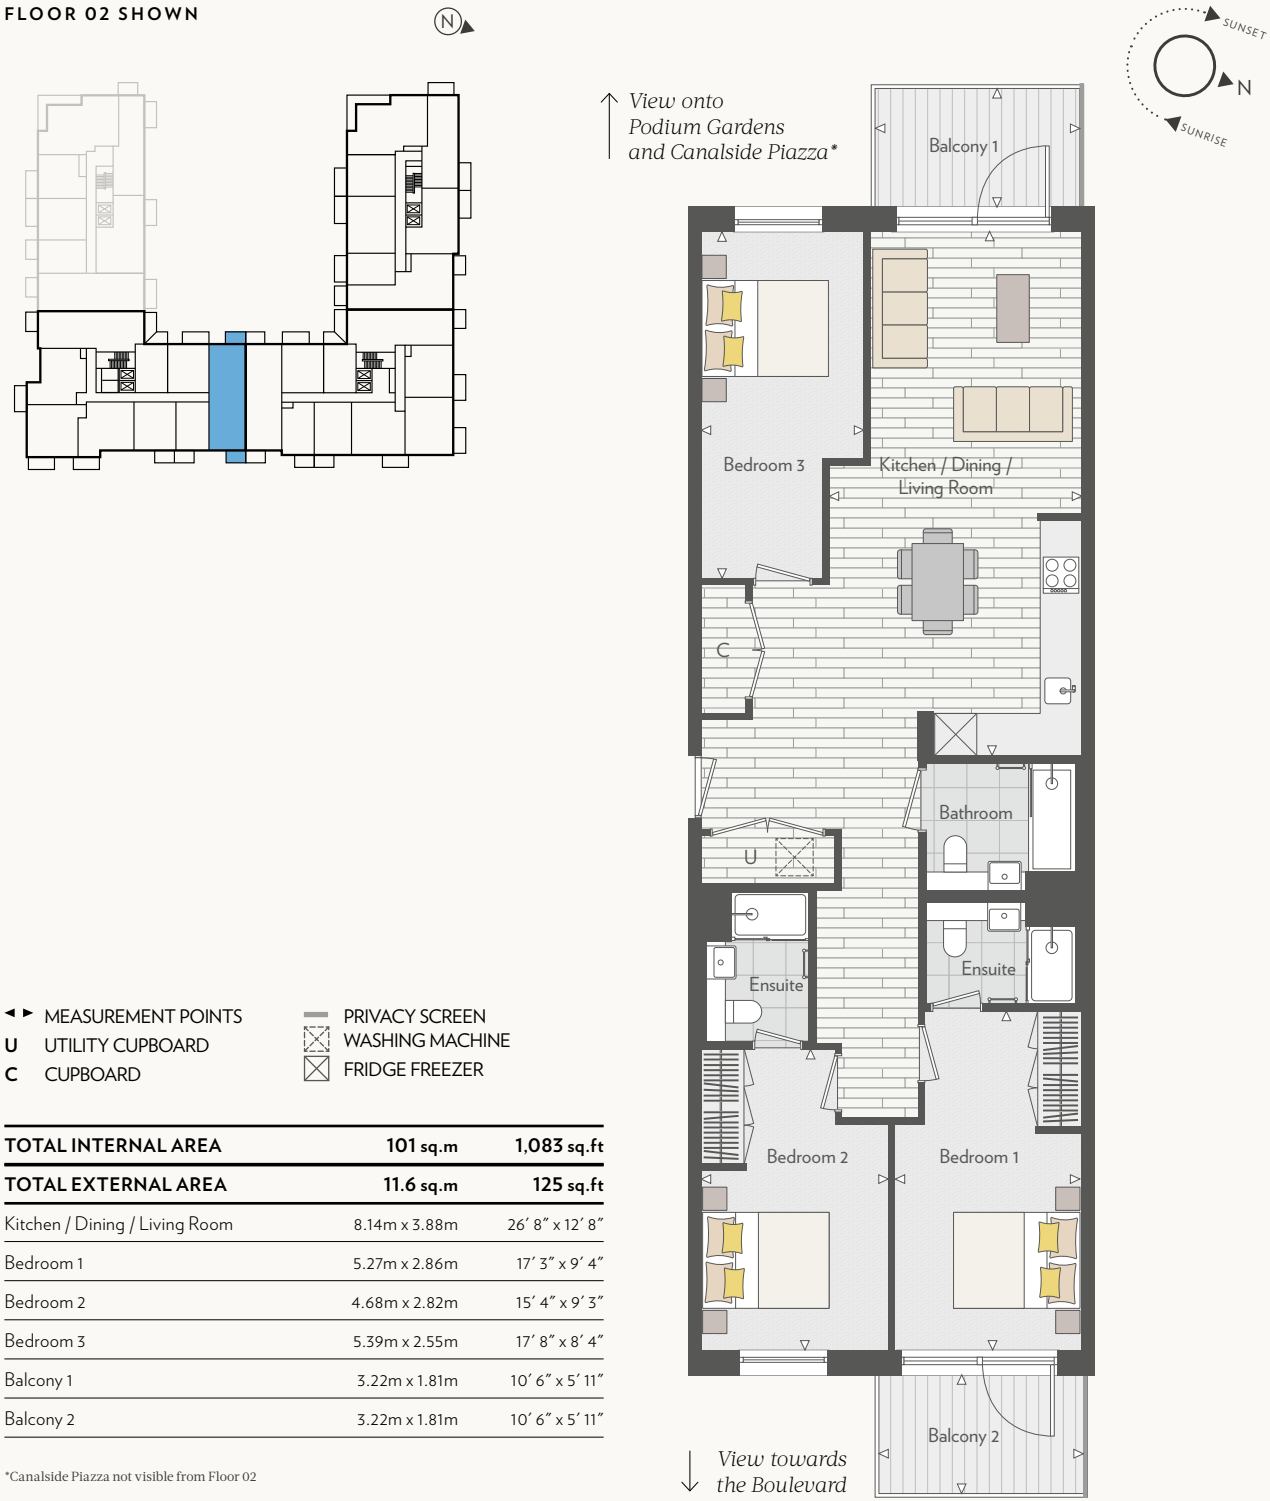 FLOOR 02 SHOWN
N
SUNSET
N
SUNRISE
View onto
Podium Gardens
and Canalside Piazza*
Balcony 1
Bedroom 3
Kitchen / Dining /
Living Room
C
Bathroom
U
Ensuite
Ensuite
Bedroom 2
Bedroom 1
Balcony 2
View towards
the Boulevard
MEASUREMENT POINTS
U UTILITY CUPBOARD
C CUPBOARD
PRIVACY SCREEN
WASHING MACHINE
FRIDGE FREEZER
TOTAL INTERNAL AREA 101 sq.m 1,083 sq.ft
TOTAL EXTERNAL AREA 11.6 sq.m 125 sq.ft
Kitchen / Dining / Living Room 8.14m x 3.88m 26′ 8″ x 12′ 8″
Bedroom 1 5.27m x 2.86m 17′ 3″ x 9′ 4″
Bedroom 2 4.68m x 2.82m 15′ 4″ x 9′ 3″
Bedroom 3 5.39m x 2.55m 17′ 8″ x 8′ 4″
Balcony 1 3.22m x 1.81m 10′ 6″ x 5′ 11″
Balcony 2 3.22m x 1.81m 10′ 6″ x 5′ 11″
*Canalside Piazza not visible from Floor 02